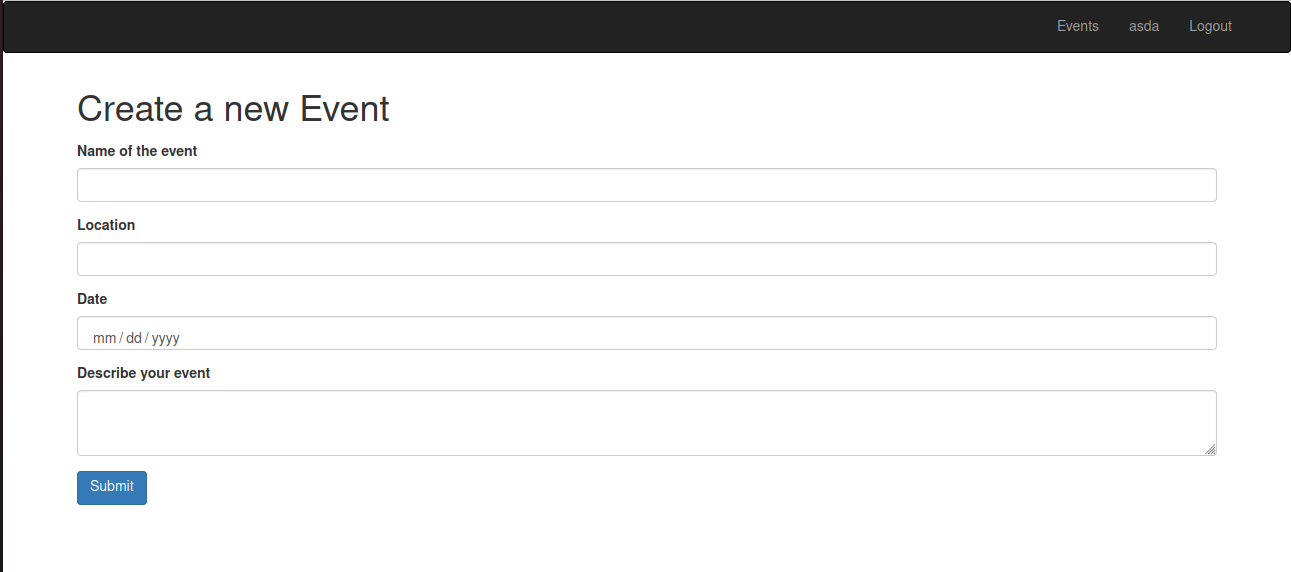 Events asda Logout
Create a new Event
Name of the event
Location
Date
mm / dd / yyyy
Describe your event
Submit